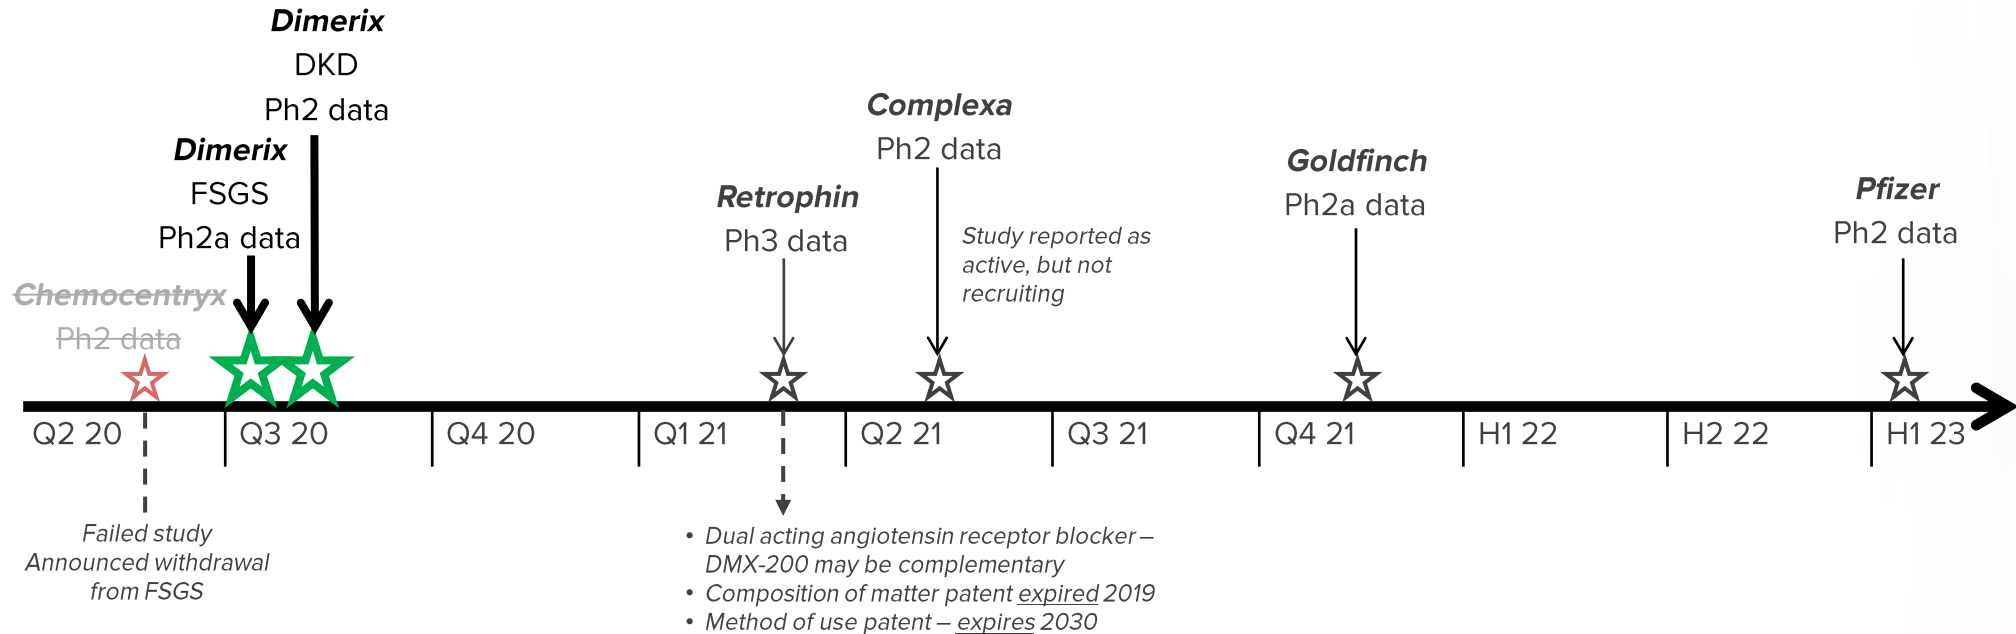 Dimerix
DKD
Ph2 data
Dimerix
FSGS
Ph2a data
Chemocentryx
Ph2 data
Retrophin
Ph3 data
Complexa
Ph2 data
Study reported as
active, but not
recruiting
Goldfinch
Ph2a data
Pfizer
Ph2 data
Q2 20
Q3 20
Q4 20
Q1 21
Q2 21
Q3 21
Q4 21
H1 22
H2 22
H1 23
Failed study
Announced withdrawal
from FSGS
• Dual acting angiotensin receptor blocker –
DMX-200 may be complementary
• Composition of matter patent expired 2019
• Method of use patent – expires 2030